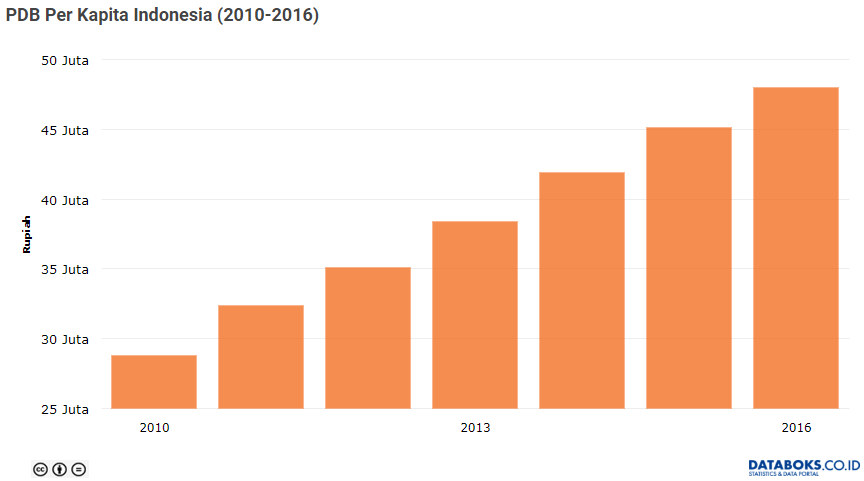 PDB Per Kapita Indonesia (2010-2016)
50 Juta
45 Juta
40 Juta
35 Juta
30 Juta
25 Juta
Rupiah
2010
2013
2016
cc
DATABOKS.CO.ID
STATISTICS & DATA PORTAL